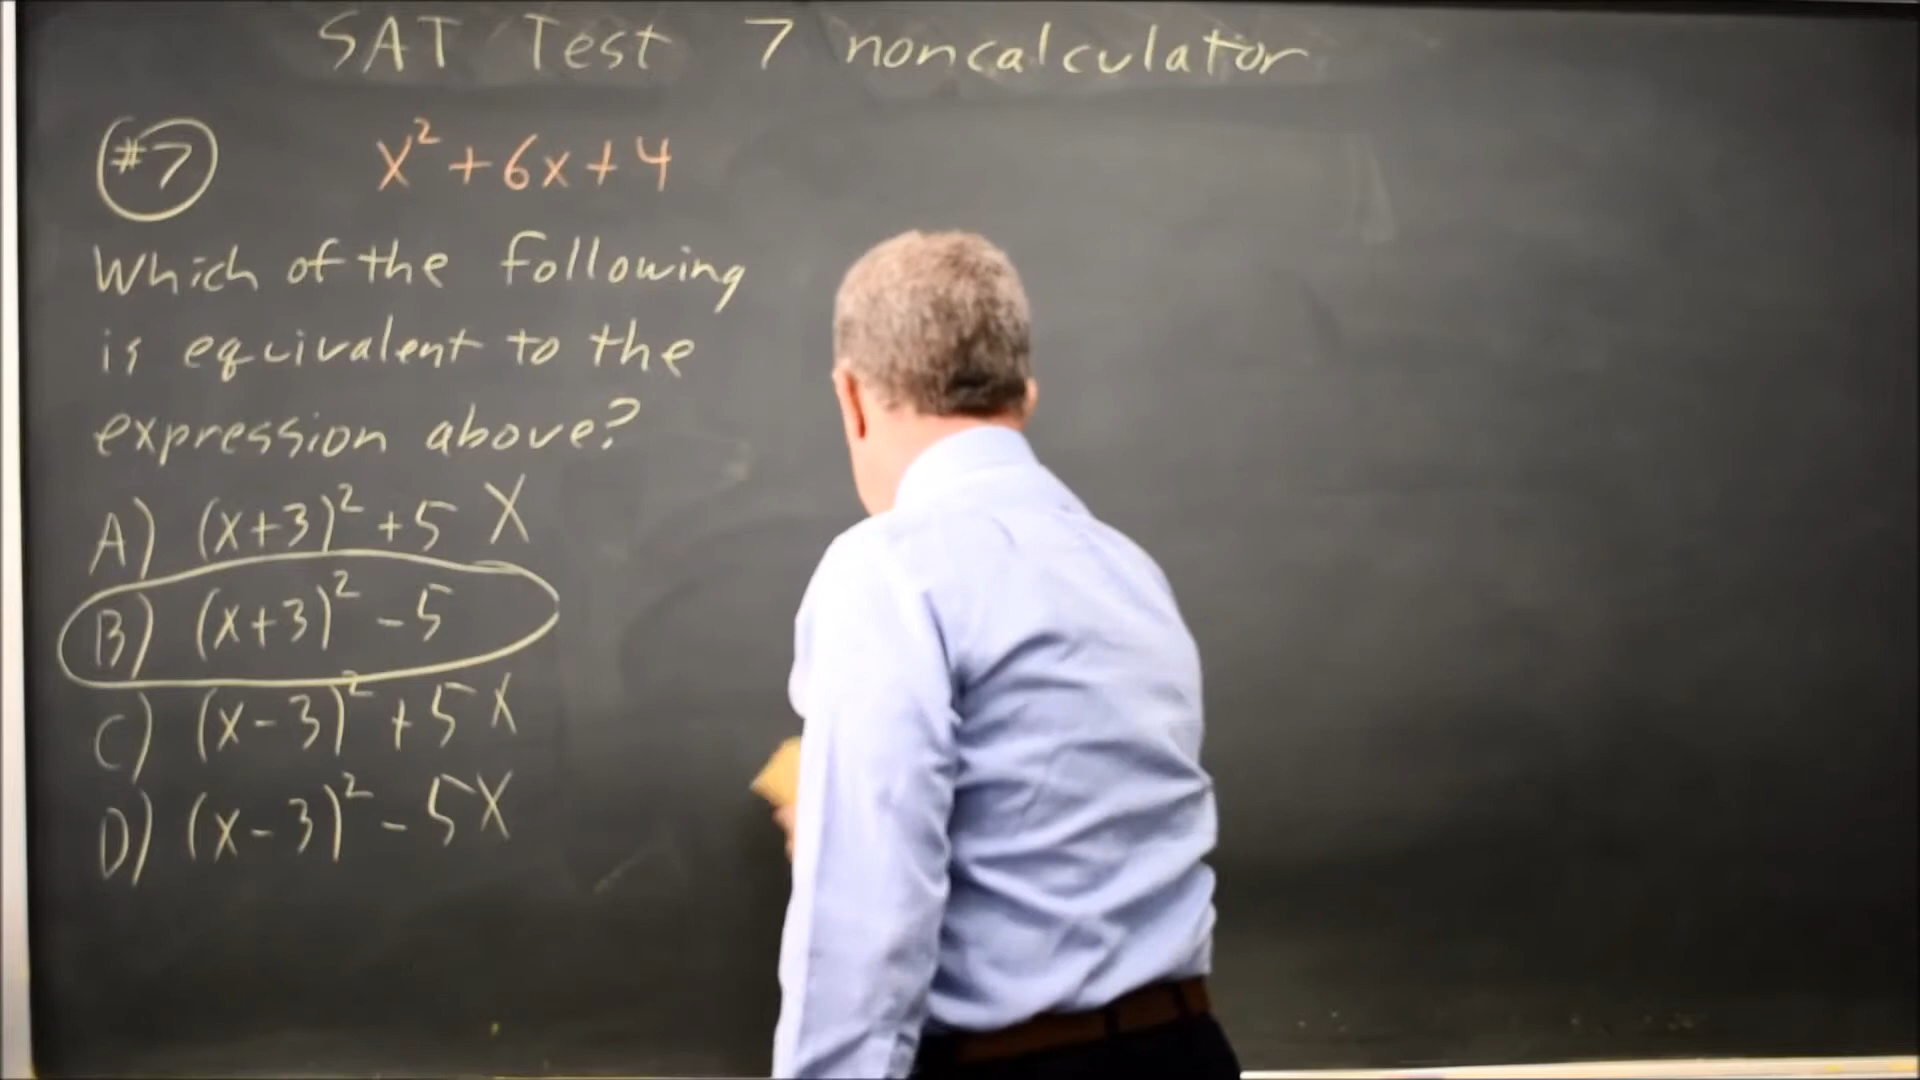 SAT Test 7 noncalculator
#7
x²+6x+4
Which of the following
is equivalent to the
expression above?
A) (x+3)²+5 X
B) (x+3)²-5
C) (x-3)²+5 X
D) (x-3)²-5 X